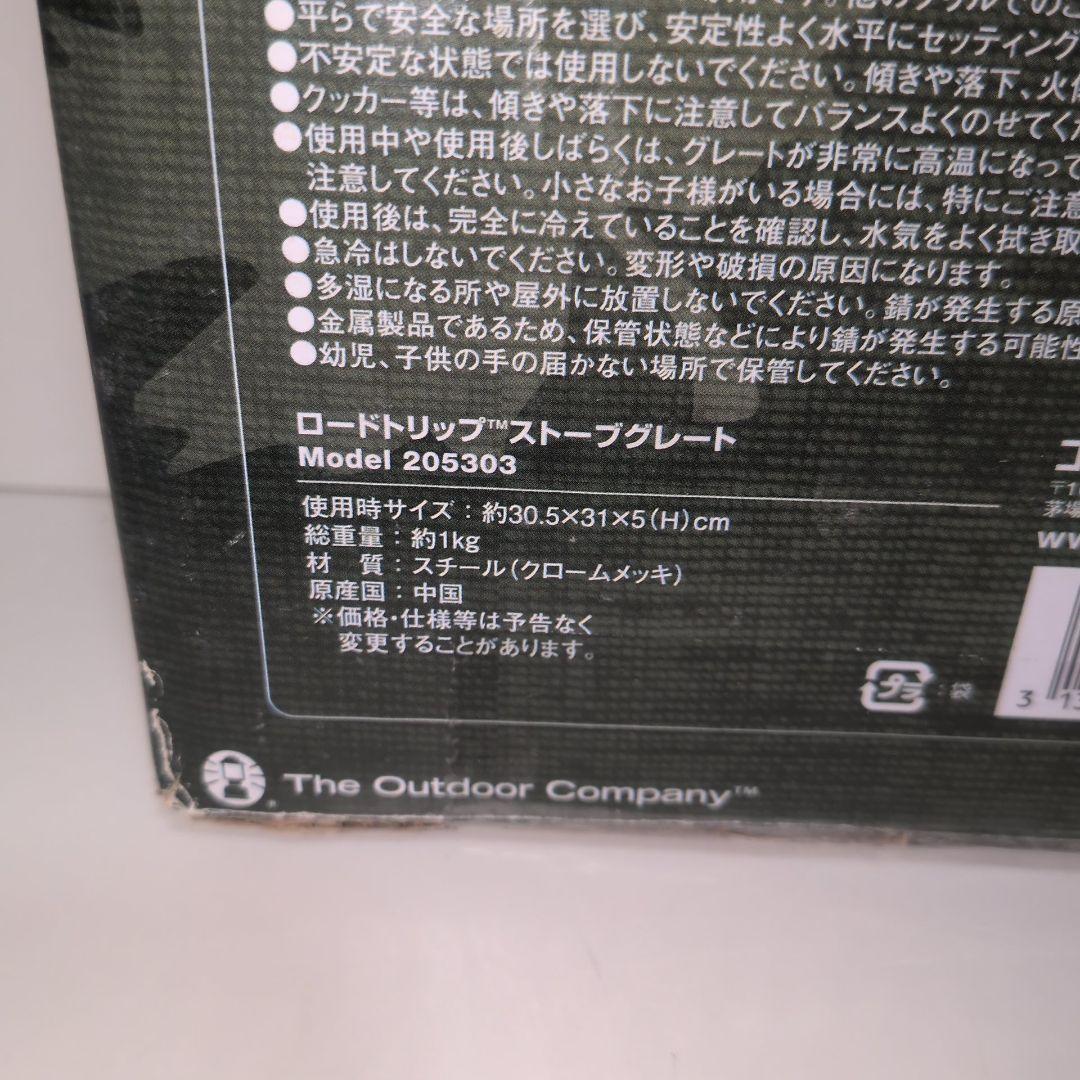 ●平らで安全な場所を選び、安定性よく水平にセッティング
●不安定な状態では使用しないでください。傾きや落下、火
●クッカー等は、傾きや落下に注意してバランスよくのせてくだ
●使用中や使用後しばらくは、グレートが非常に高温になって
注意してください。小さなお子様がいる場合には、特にご注意
●使用後は、完全に冷えていることを確認し、水気をよく拭き取
●急冷はしないでください。変形や破損の原因になります。
●多湿になる所や屋外に放置しないでください。錆が発生する原
●金属製品であるため、保管状態などにより錆が発生する可能性
●幼児、子供の手の届かない場所で保管してください。
ロードトリップ™ストーブグレート
Model 205303
使用時サイズ：約30.5×31×5(H)cm
総重量：約1kg
材 質：スチール(クロームメッキ)
原産国：中国
※価格・仕様等は予告なく
変更することがあります。
コ
〒1
茅場
ww
プラ ：袋
3 13
The Outdoor Company™